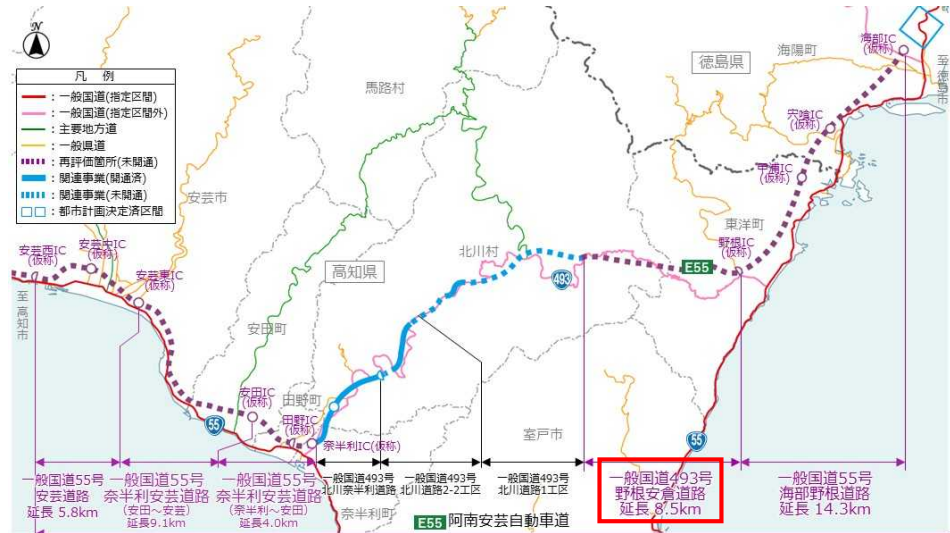 N
凡 例
：一般国道(指定区間)
：一般国道(指定区間外)
：主要地方道
：一般県道
：再評価箇所(未開通)
：関連事業(開通済)
：関連事業(未開通)
：都市計画決定済区間
馬路村
徳島県
海陽町
海部IC
(仮称)
至 徳島市
宍喰IC
(仮称)
甲浦IC
(仮称)
東洋町
野根IC
(仮称)
E55
493
北川村
高知県
安芸市
安芸西IC
(仮称)
安芸中IC
(仮称)
安芸東IC
(仮称)
至 高知市
安田町
安田IC
(仮称)
田野町
田野IC
(仮称)
奈半利IC(仮称)
55
室戸市
55
奈半利町
一般国道55号
安芸道路
延長 5.8km
一般国道55号
奈半利安芸道路
(安田～安芸)
延長9.1km
一般国道55号
奈半利安芸道路
(奈半利～安田)
延長4.0km
一般国道493号
北川奈半利道路
一般国道493号
北川道路2-2工区
一般国道493号
北川道路1工区
一般国道493号
野根安倉道路
延長 8.5km
一般国道55号
海部野根道路
延長 14.3km
E55 阿南安芸自動車道